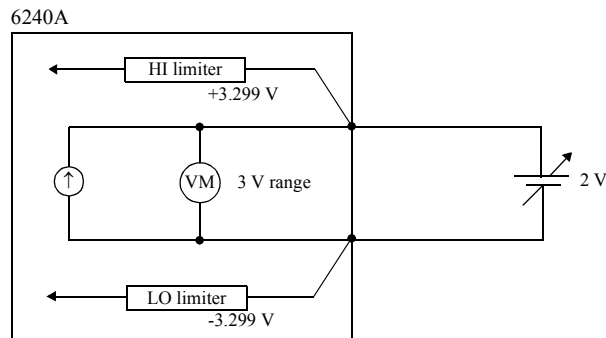 6240A
HI limiter
+3.299 V
VM
3 V range
2 V
LO limiter
-3.299 V